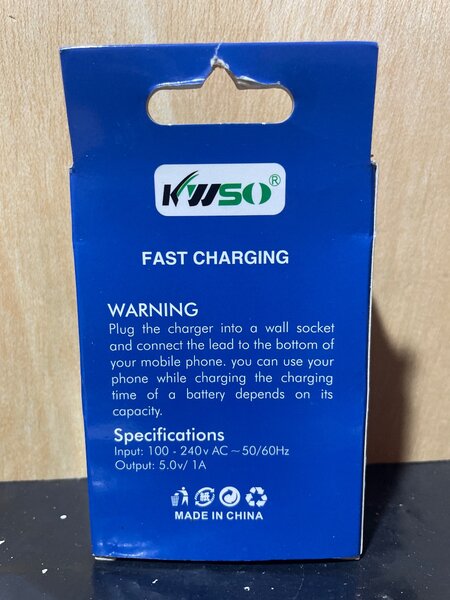 KWSO®
FAST CHARGING
WARNING
Plug the charger into a wall socket
and connect the lead to the bottom of
your mobile phone. you can use your
phone while charging the charging
time of a battery depends on its
capacity.
Specifications
Input: 100 - 240v AC ~ 50/60Hz
Output: 5.0v/ 1A
MADE IN CHINA